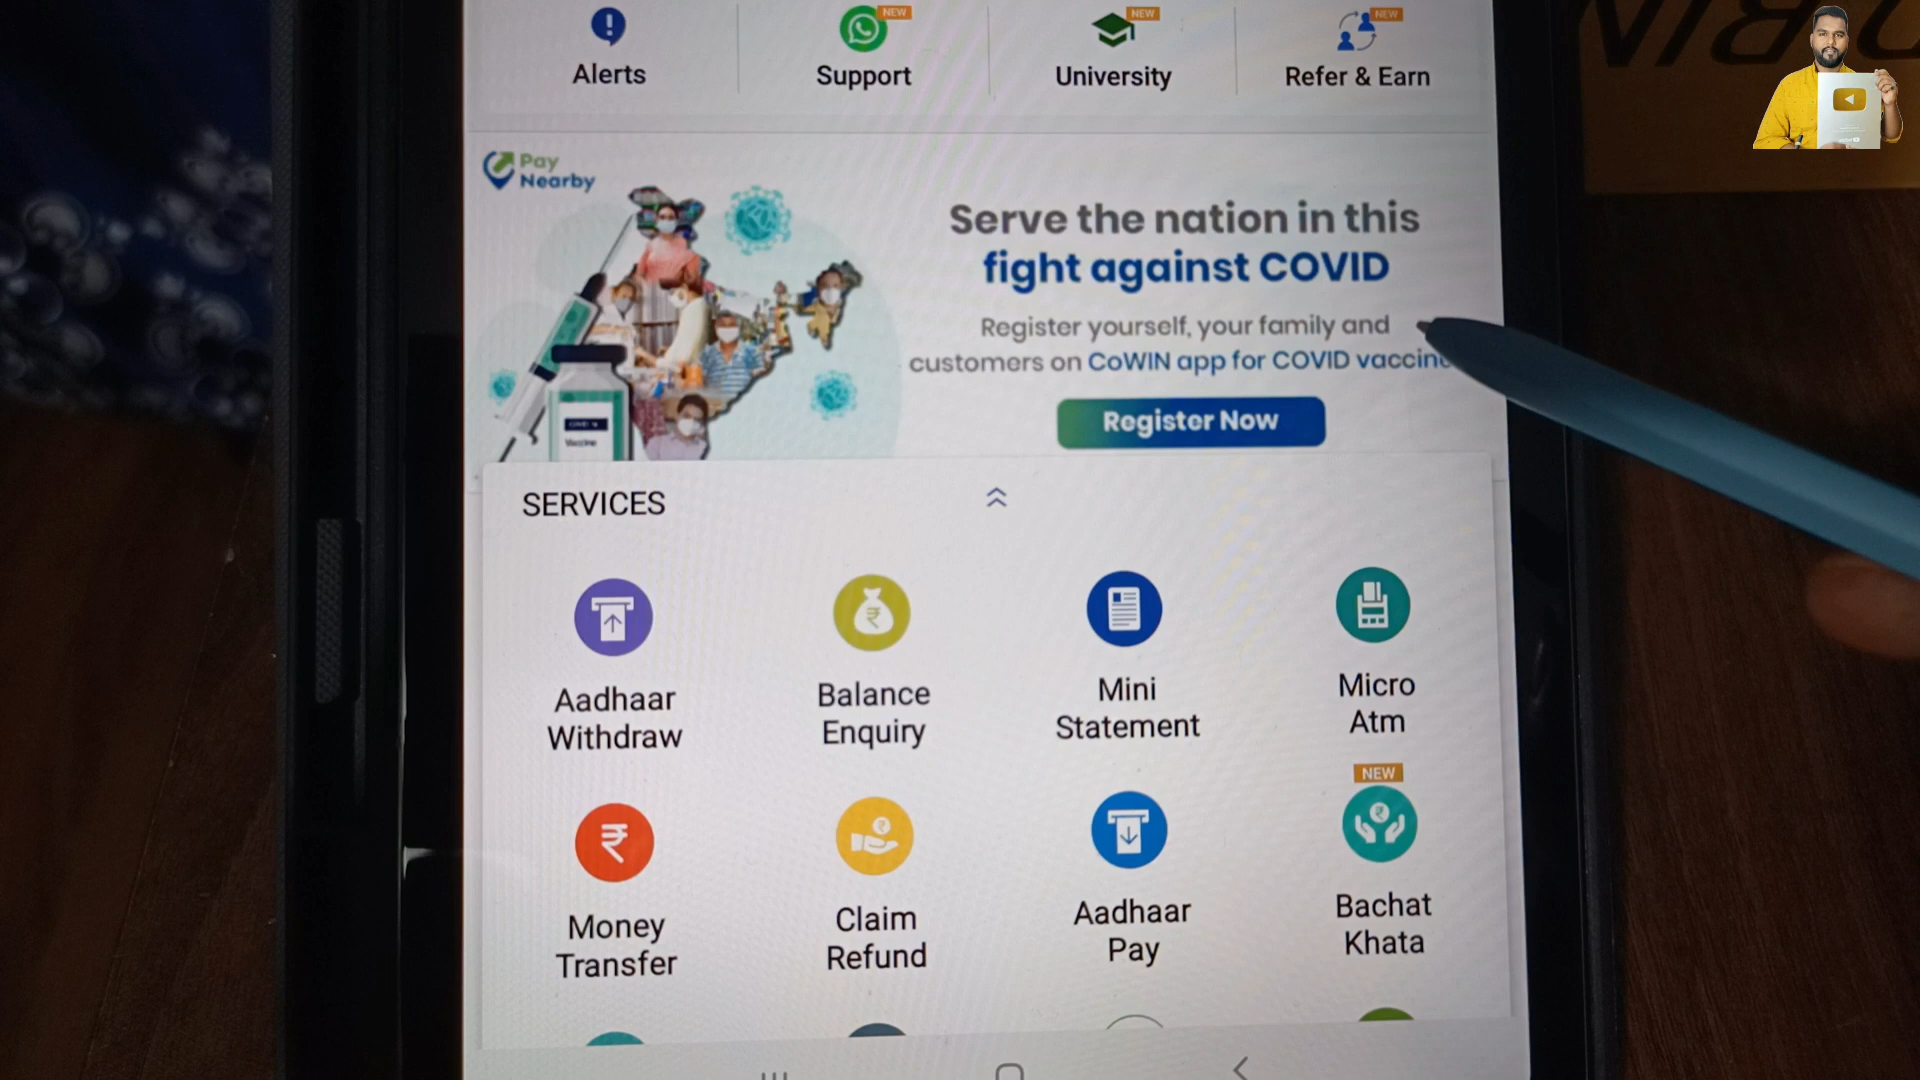 NEW
NEW
NEW
Alerts
Support
University
Refer & Earn
Pay
Nearby
Serve the nation in this
fight against COVID
Register yourself, your family and
customers on CoWIN app for COVID vaccine
Register Now
Vaccine
SERVICES
Aadhaar
Withdraw
Balance
Enquiry
Mini
Statement
Micro
Atm
NEW
Money
Transfer
Claim
Refund
Aadhaar
Pay
Bachat
Khata